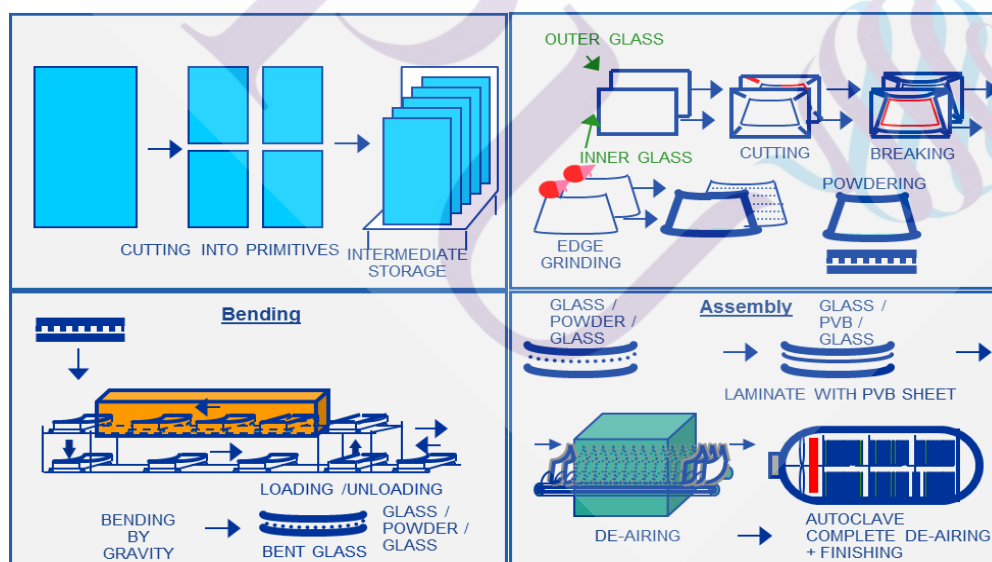 CUTTING INTO PRIMITIVES
INTERMEDIATE
STORAGE
OUTER GLASS
INNER GLASS
CUTTING
BREAKING
EDGE
GRINDING
POWDERING
Bending
LOADING /UNLOADING
BENDING
BY
GRAVITY
BENT GLASS
GLASS /
POWDER /
GLASS
Assembly
GLASS /
POWDER /
GLASS
GLASS /
PVB /
GLASS
LAMINATE WITH PVB SHEET
DE-AIRING
AUTOCLAVE
COMPLETE DE-AIRING
+ FINISHING